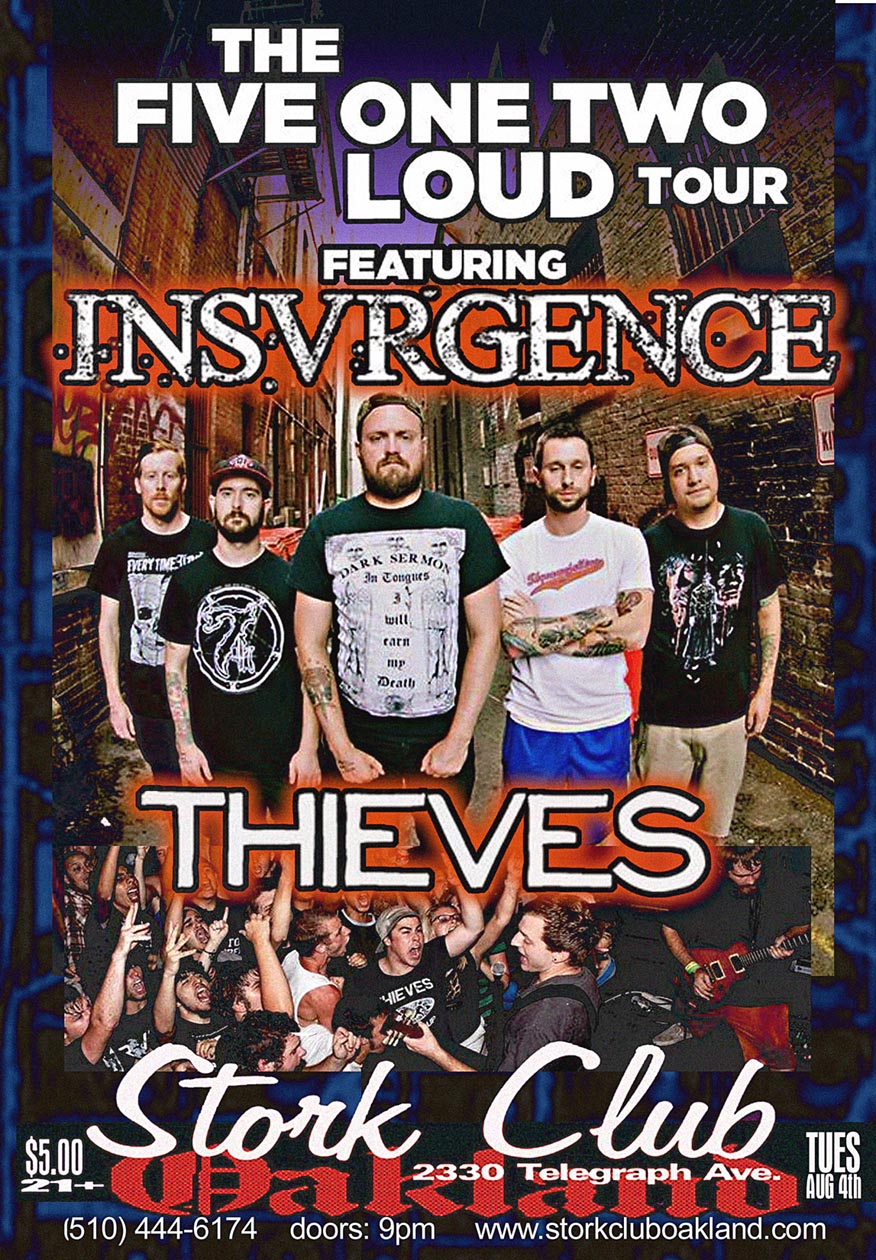 THE
FIVE ONE TWO
LOUD TOUR
FEATURING
INSVRGENCE
EVERY TIME I
DARK SERMON
In Tongues
I
will
earn
my
Death
THIEVES
THIEVES
Stork Club
$5.00
21+
Oakland
2330 Telegraph Ave.
TUES
AUG 4th
(510) 444-6174 doors: 9pm www.storkcluboakland.com